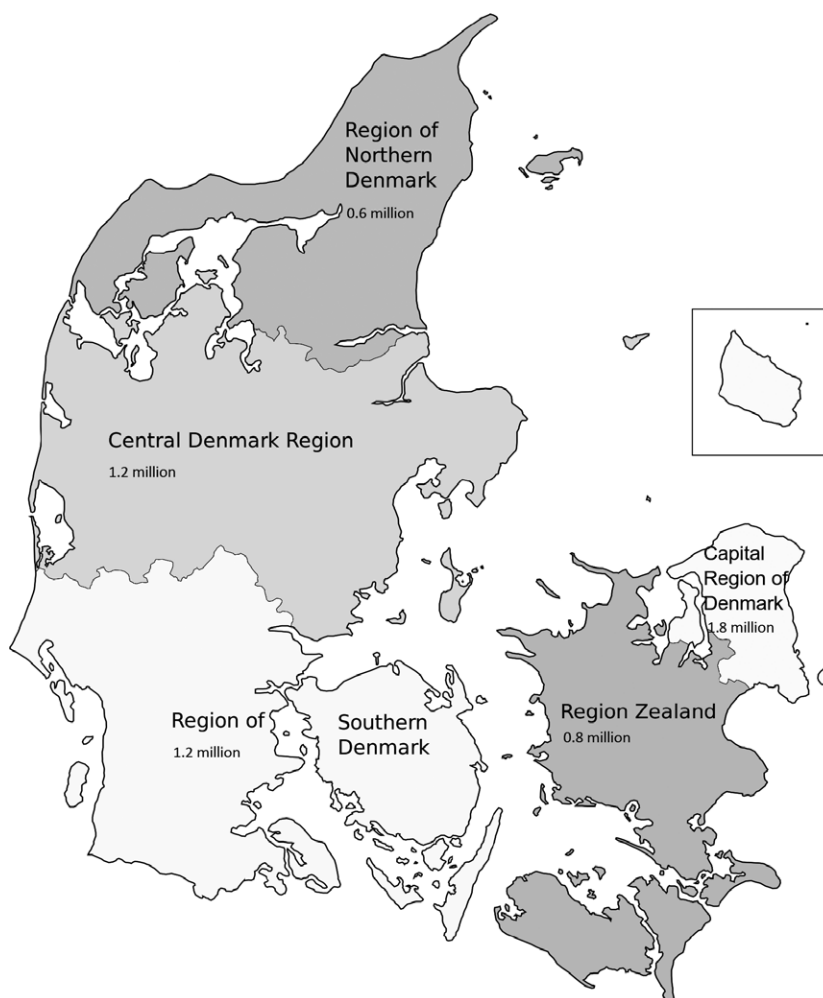 Region of
Northern
Denmark
0.6 million
Central Denmark Region
1.2 million
Capital
Region of
Denmark
1.8 million
Region of
1.2 million
Southern
Denmark
Region Zealand
0.8 million